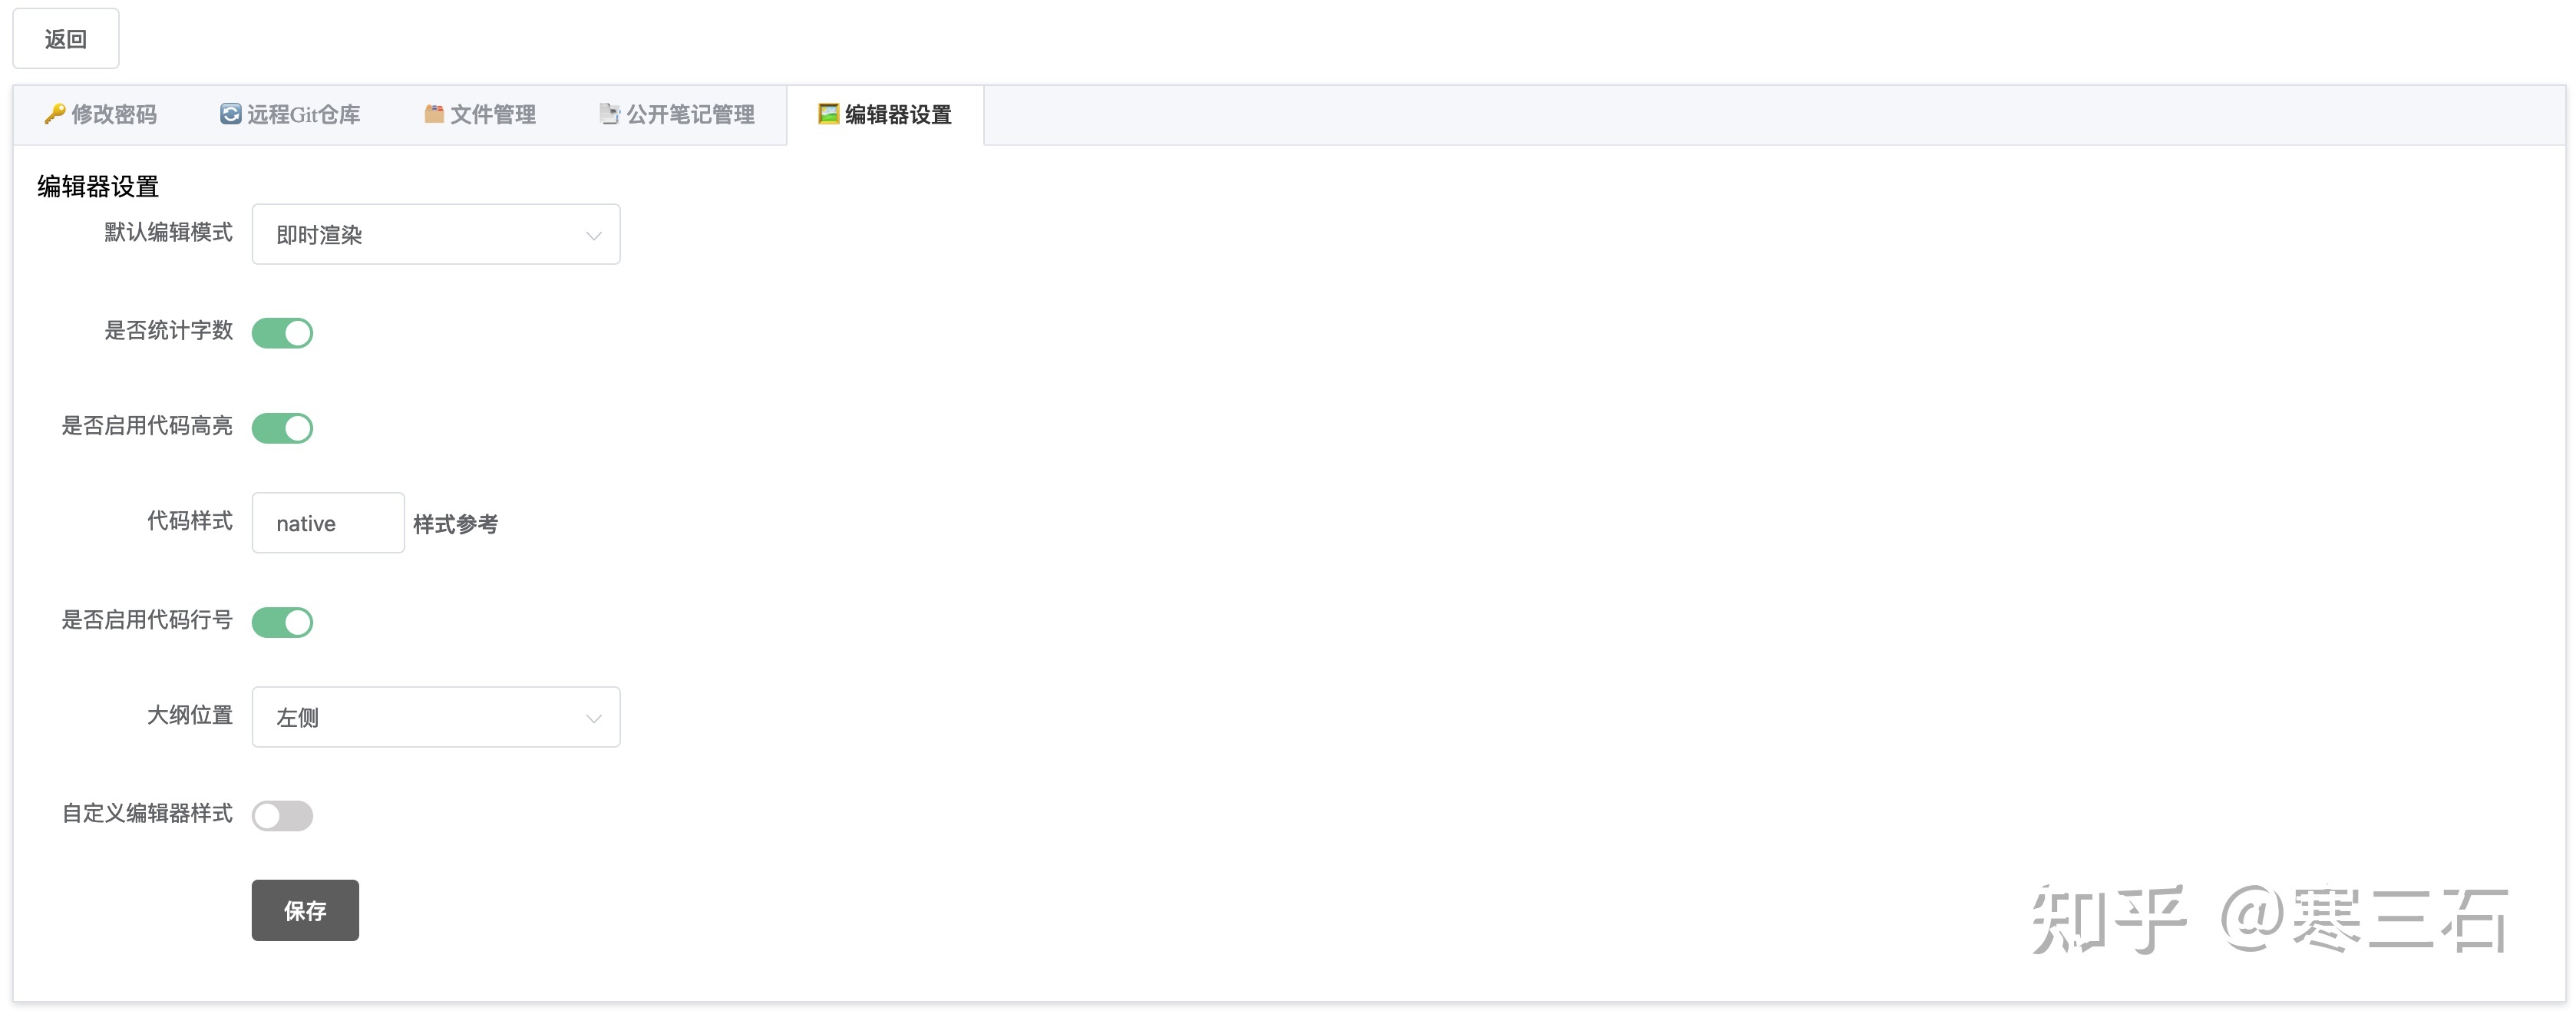 返回
修改密码 远程Git仓库 文件管理 公开笔记管理 编辑器设置
编辑器设置
默认编辑模式 即时渲染
是否统计字数
是否启用代码高亮
代码样式 native 样式参考
是否启用代码行号
大纲位置 左侧
自定义编辑器样式
保存
知乎 @寒三石